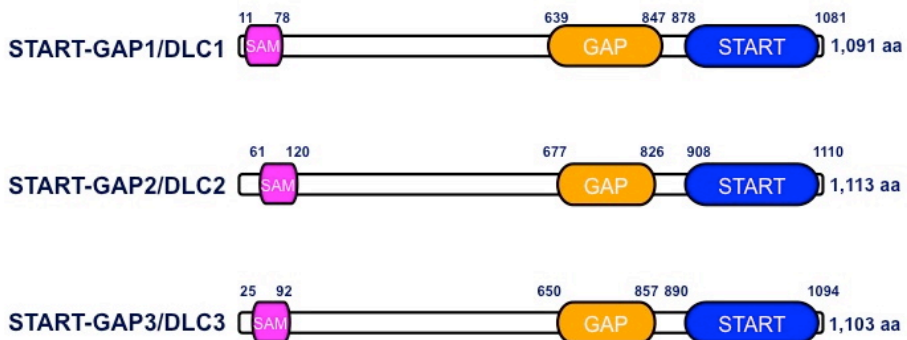 11 78 639 847 878 1081
START-GAP1/DLC1 SAM GAP START 1,091 aa
61 120 677 826 908 1110
START-GAP2/DLC2 SAM GAP START 1,113 aa
25 92 650 857 890 1094
START-GAP3/DLC3 SAM GAP START 1,103 aa